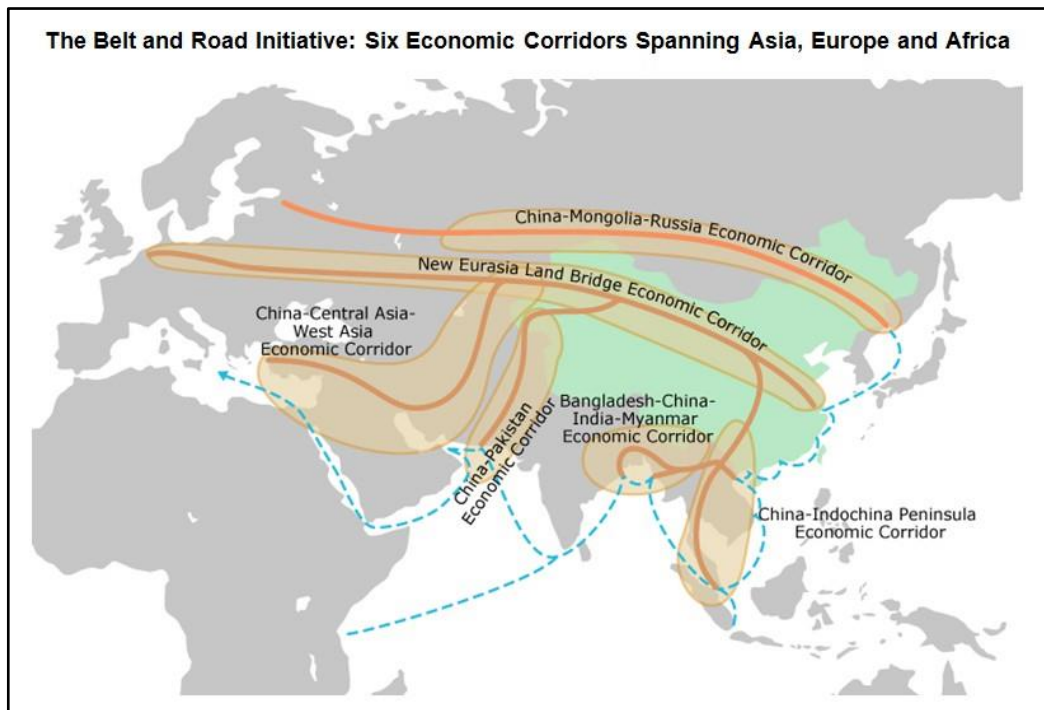 The Belt and Road Initiative: Six Economic Corridors Spanning Asia, Europe and Africa
China-Mongolia-Russia Economic Corridor
New Eurasia Land Bridge Economic Corridor
China-Central Asia-
West Asia
Economic Corridor
China-Pakistan
Economic Corridor
Bangladesh-China-
India-Myanmar
Economic Corridor
China-Indochina Peninsula
Economic Corridor